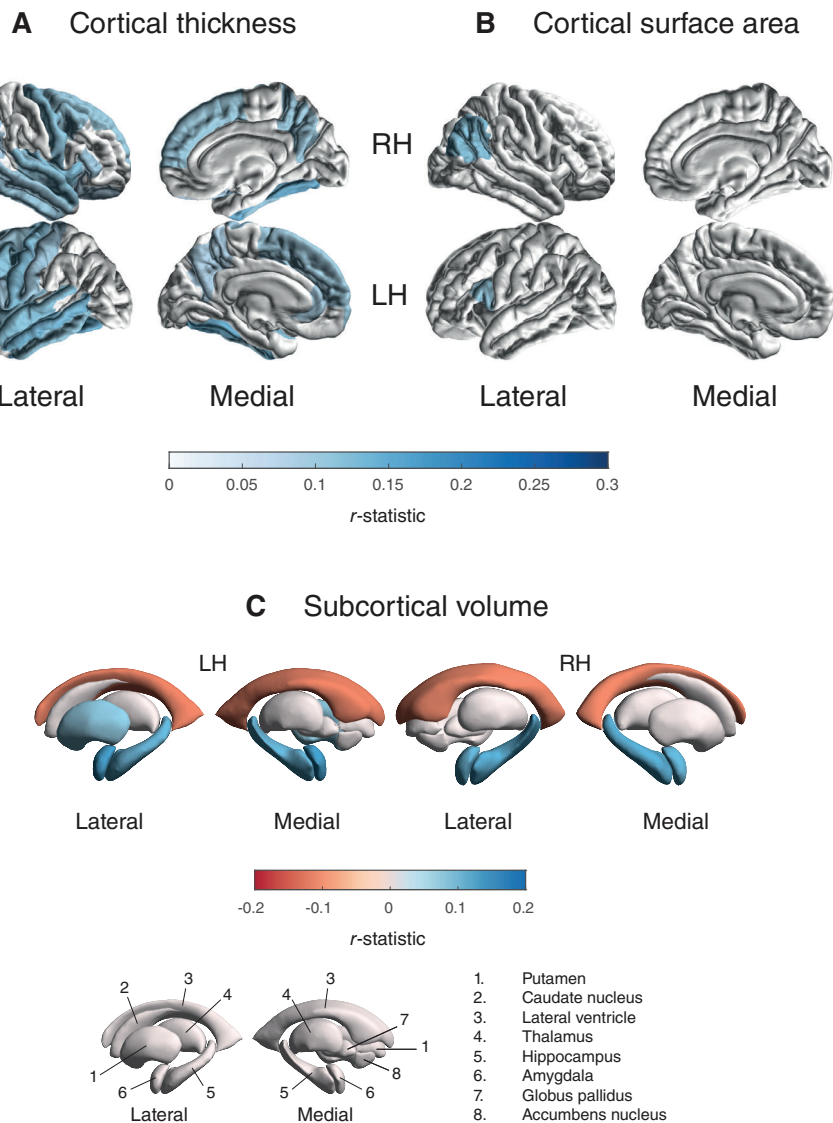 A Cortical thickness
B Cortical surface area
RH
LH
Lateral
Medial
Lateral
Medial
0 0.05 0.1 0.15 0.2 0.25 0.3
r-statistic
C Subcortical volume
LH
RH
Lateral
Medial
Lateral
Medial
-0.2 -0.1 0 0.1 0.2
r-statistic
2
3
4
1
6
5
Lateral
4
3
7
1
8
5
6
Medial
1. Putamen
2. Caudate nucleus
3. Lateral ventricle
4. Thalamus
5. Hippocampus
6. Amygdala
7. Globus pallidus
8. Accumbens nucleus